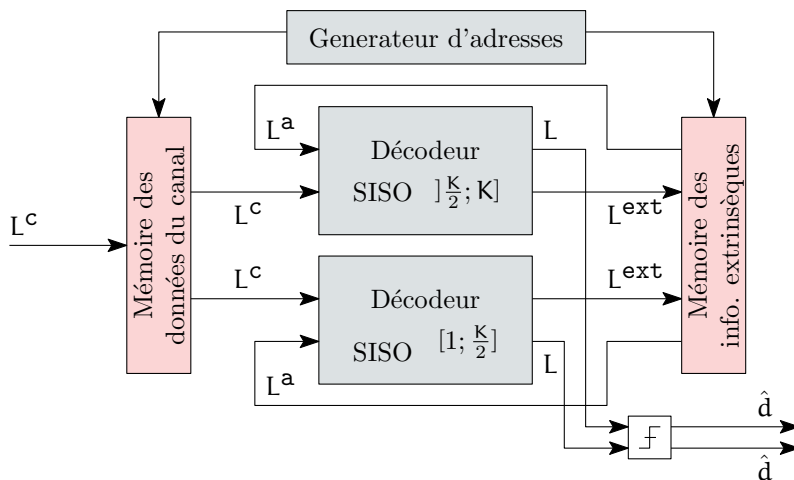 Generateur d'adresses
Mémoire des
données du canal
L^c
L^a
L^c
Décodeur
SISO ]K/2; K]
L
L^ext
Mémoire des
info. extrinsèques
L^c
L^a
Décodeur
SISO [1; K/2]
L^ext
L
d̂
d̂